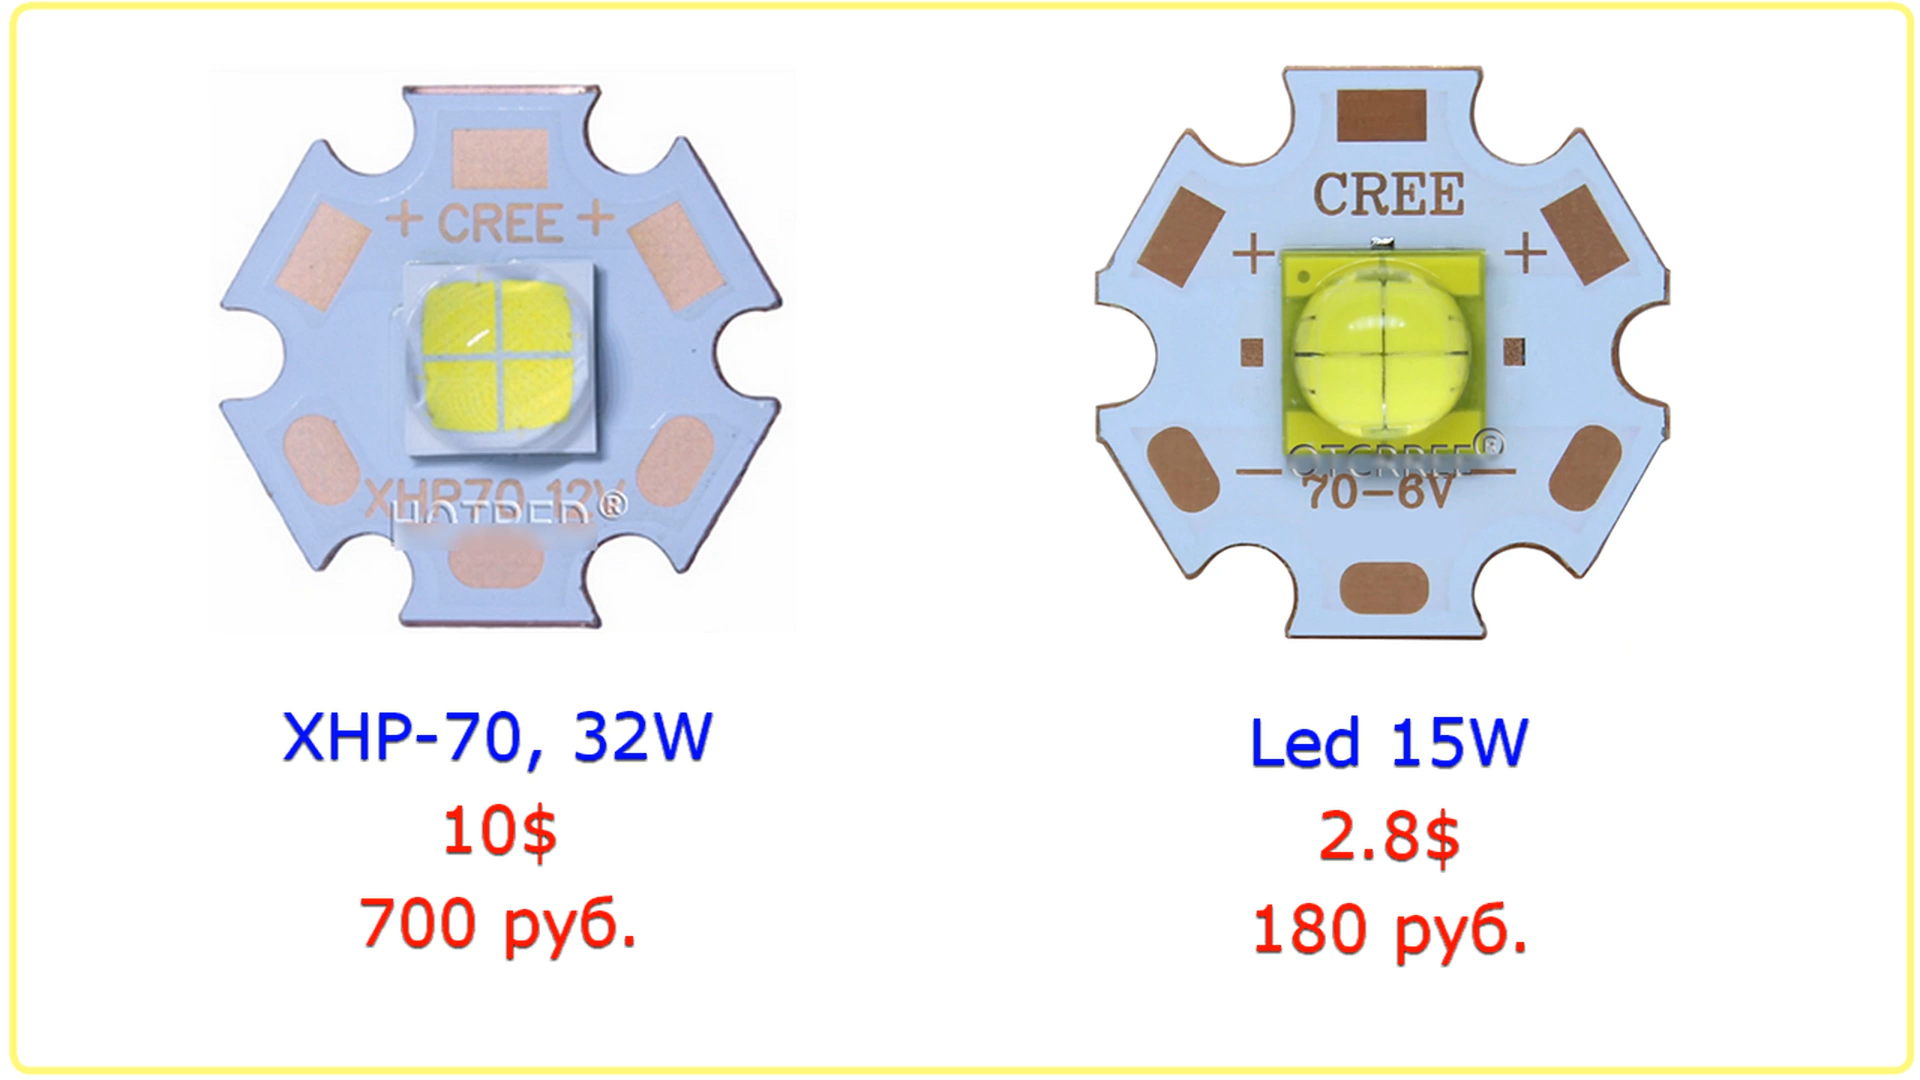 + CREE +
XHP70 12V
XHP-70, 32W
10$
700 руб.
CREE
+ +
70-6V
Led 15W
2.8$
180 руб.